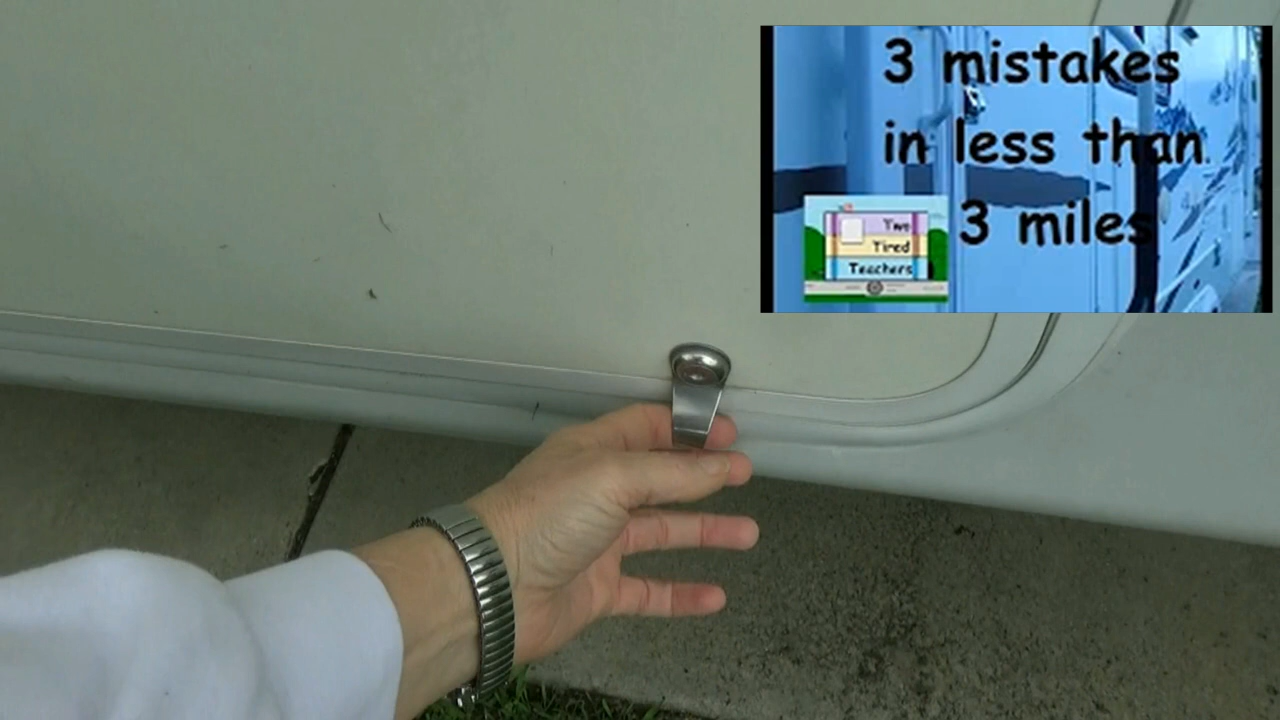 3 mistakes
in less than
3 miles
Two
Tired
Teachers